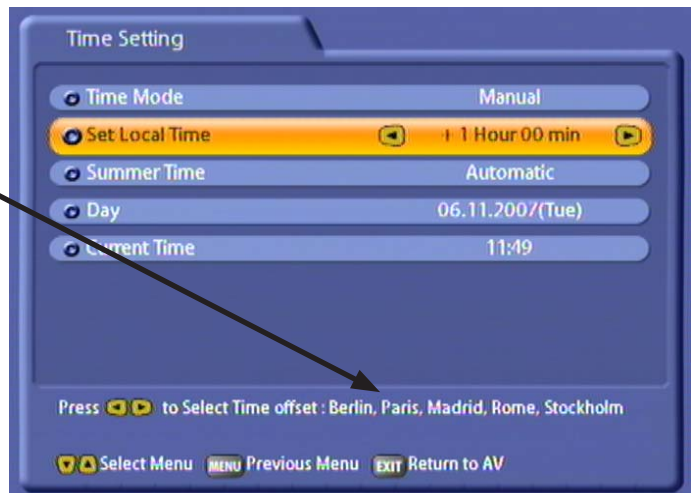 Time Setting
Time Mode Manual
Set Local Time + 1 Hour 00 min
Summer Time Automatic
Day 06.11.2007(Tue)
Current Time 11:49
Press to Select Time offset : Berlin, Paris, Madrid, Rome, Stockholm
Select Menu MENU Previous Menu EXIT Return to AV